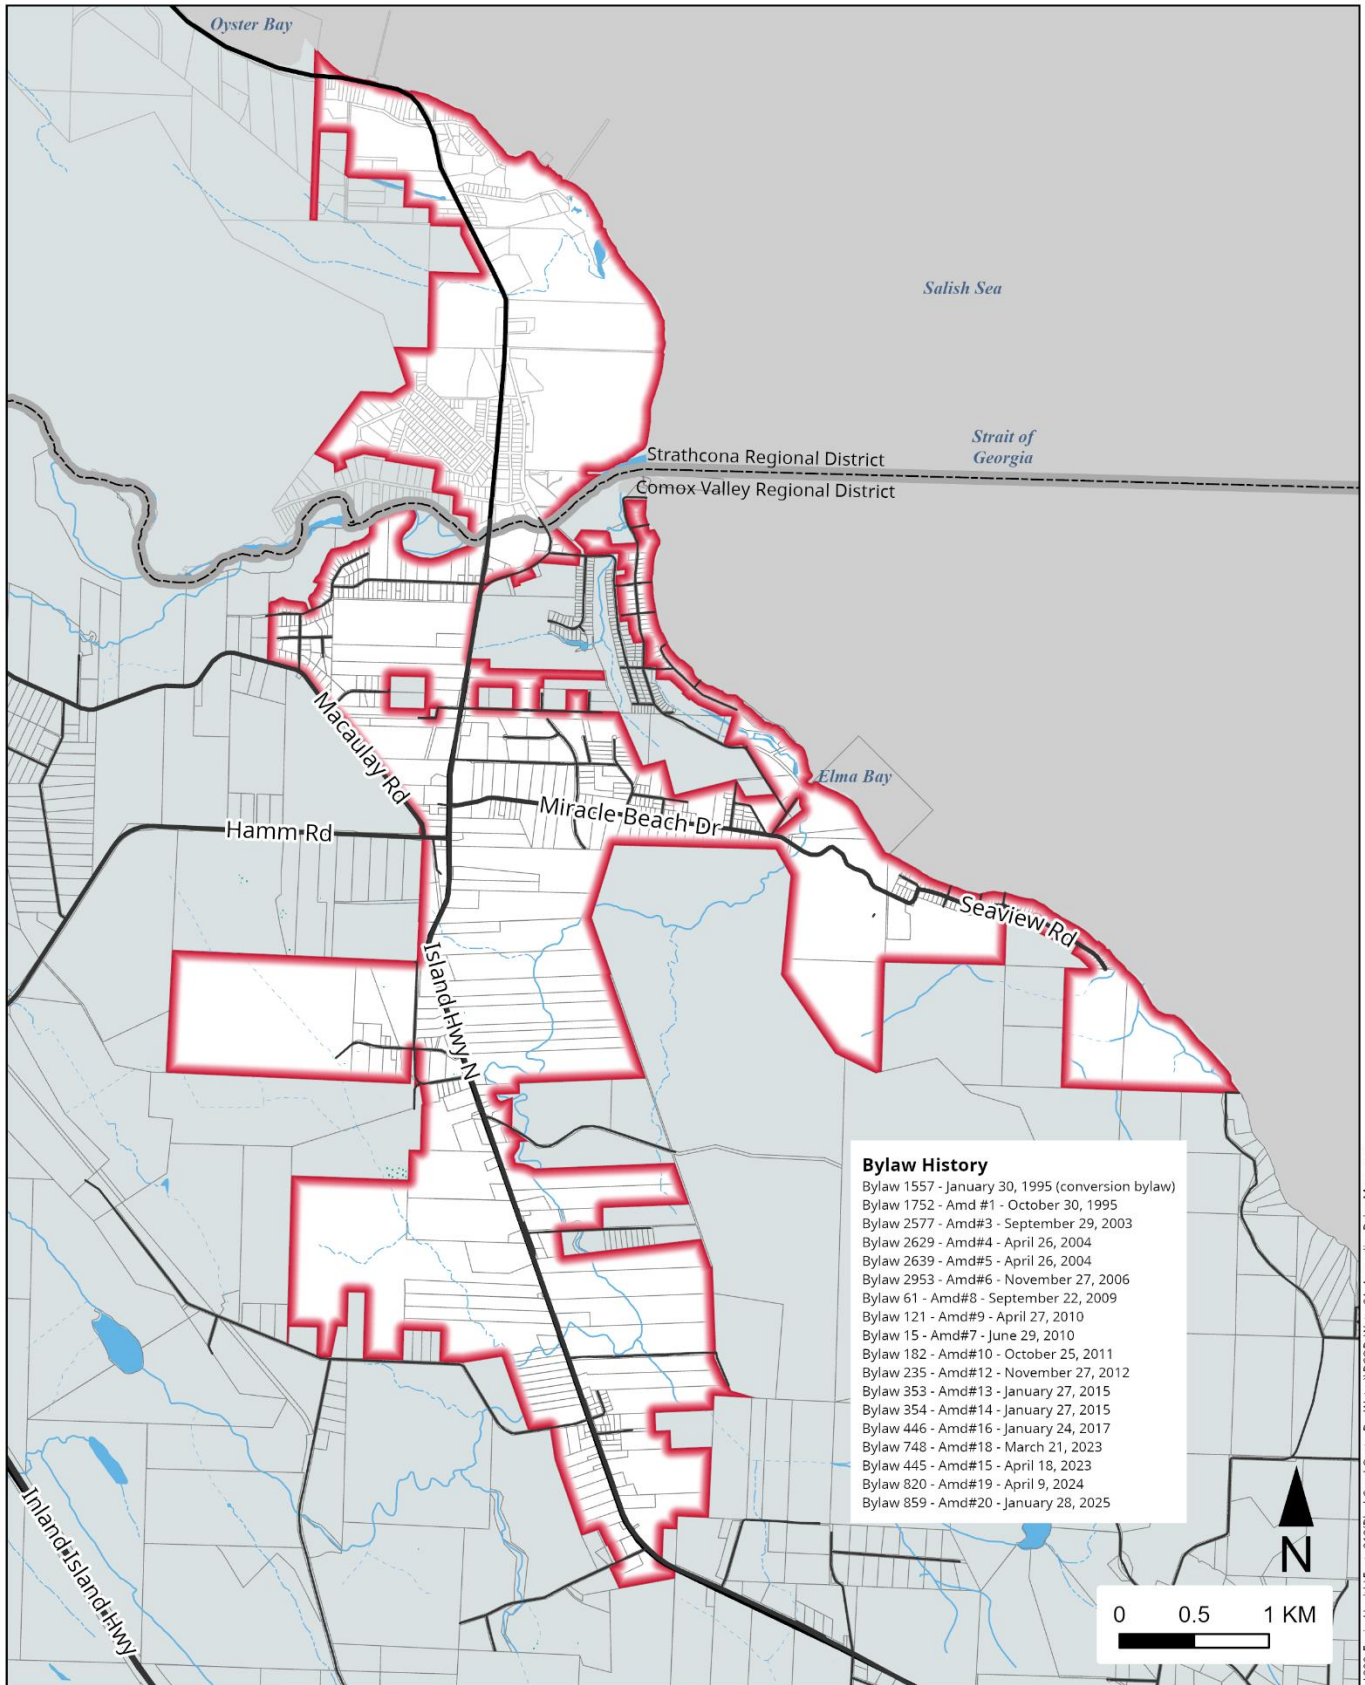 Oyster Bay
Salish Sea
Strait of
Georgia
Strathcona Regional District
Comox Valley Regional District
Macaulay Rd
Elma Bay
Miracle Beach Dr
Hamm Rd
Seaview Rd
Island Hwy N
Bylaw History
Bylaw 1557 - January 30, 1995 (conversion bylaw)
Bylaw 1752 - Amd #1 - October 30, 1995
Bylaw 2577 - Amd#3 - September 29, 2003
Bylaw 2629 - Amd#4 - April 26, 2004
Bylaw 2639 - Amd#5 - April 26, 2004
Bylaw 2953 - Amd#6 - November 27, 2006
Bylaw 61 - Amd#8 - September 22, 2009
Bylaw 121 - Amd#9 - April 27, 2010
Bylaw 15 - Amd#7 - June 29, 2010
Bylaw 182 - Amd#10 - October 25, 2011
Bylaw 235 - Amd#12 - November 27, 2012
Bylaw 353 - Amd#13 - January 27, 2015
Bylaw 354 - Amd#14 - January 27, 2015
Bylaw 446 - Amd#16 - January 24, 2017
Bylaw 748 - Amd#18 - March 21, 2023
Bylaw 445 - Amd#15 - April 18, 2023
Bylaw 820 - Amd#19 - April 9, 2024
Bylaw 859 - Amd#20 - January 28, 2025
Inland Island Hwy
N
0 0.5 1 KM